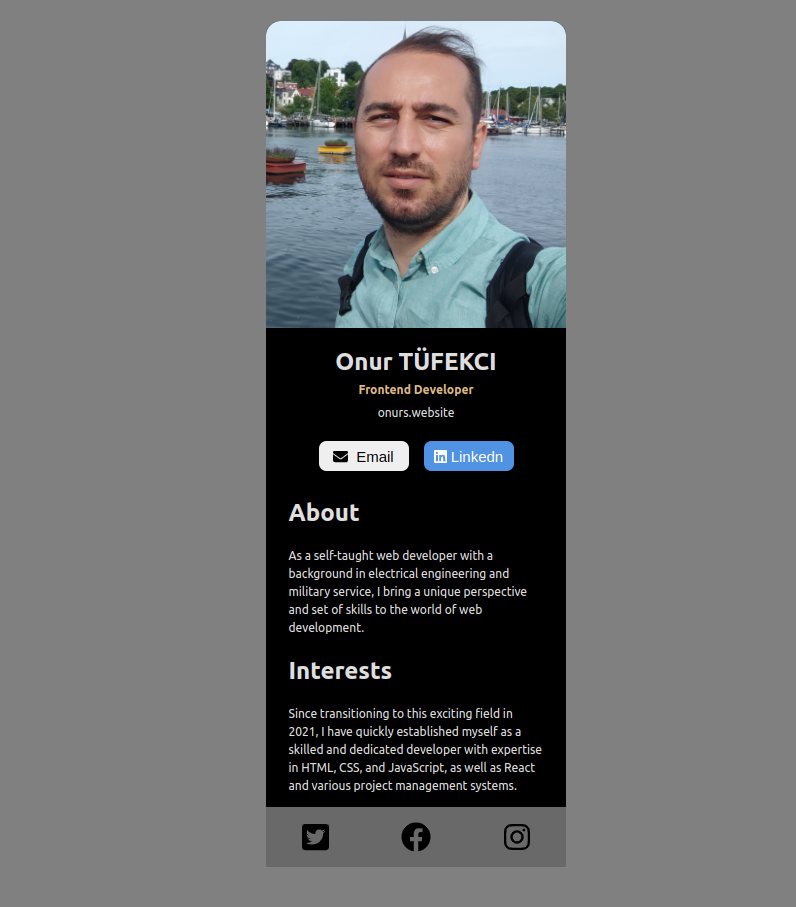 Onur TÜFEKCI
Frontend Developer
onurs.website
Email
Linkedn
About
As a self-taught web developer with a
background in electrical engineering and
military service, I bring a unique perspective
and set of skills to the world of web
development.
Interests
Since transitioning to this exciting field in
2021, I have quickly established myself as a
skilled and dedicated developer with expertise
in HTML, CSS, and JavaScript, as well as React
and various project management systems.